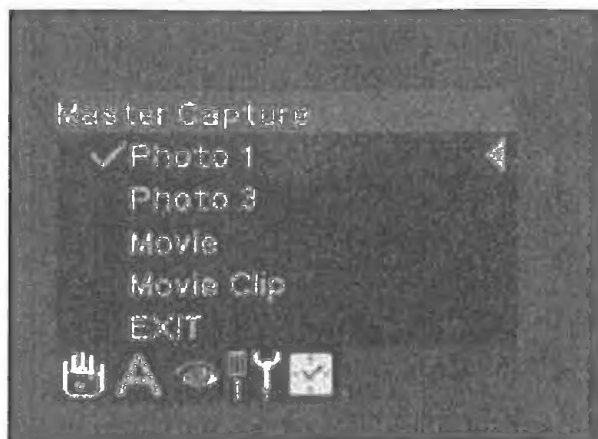 Master Capture
Photo 1
Photo 3
Movie
Movie Clip
EXIT
A